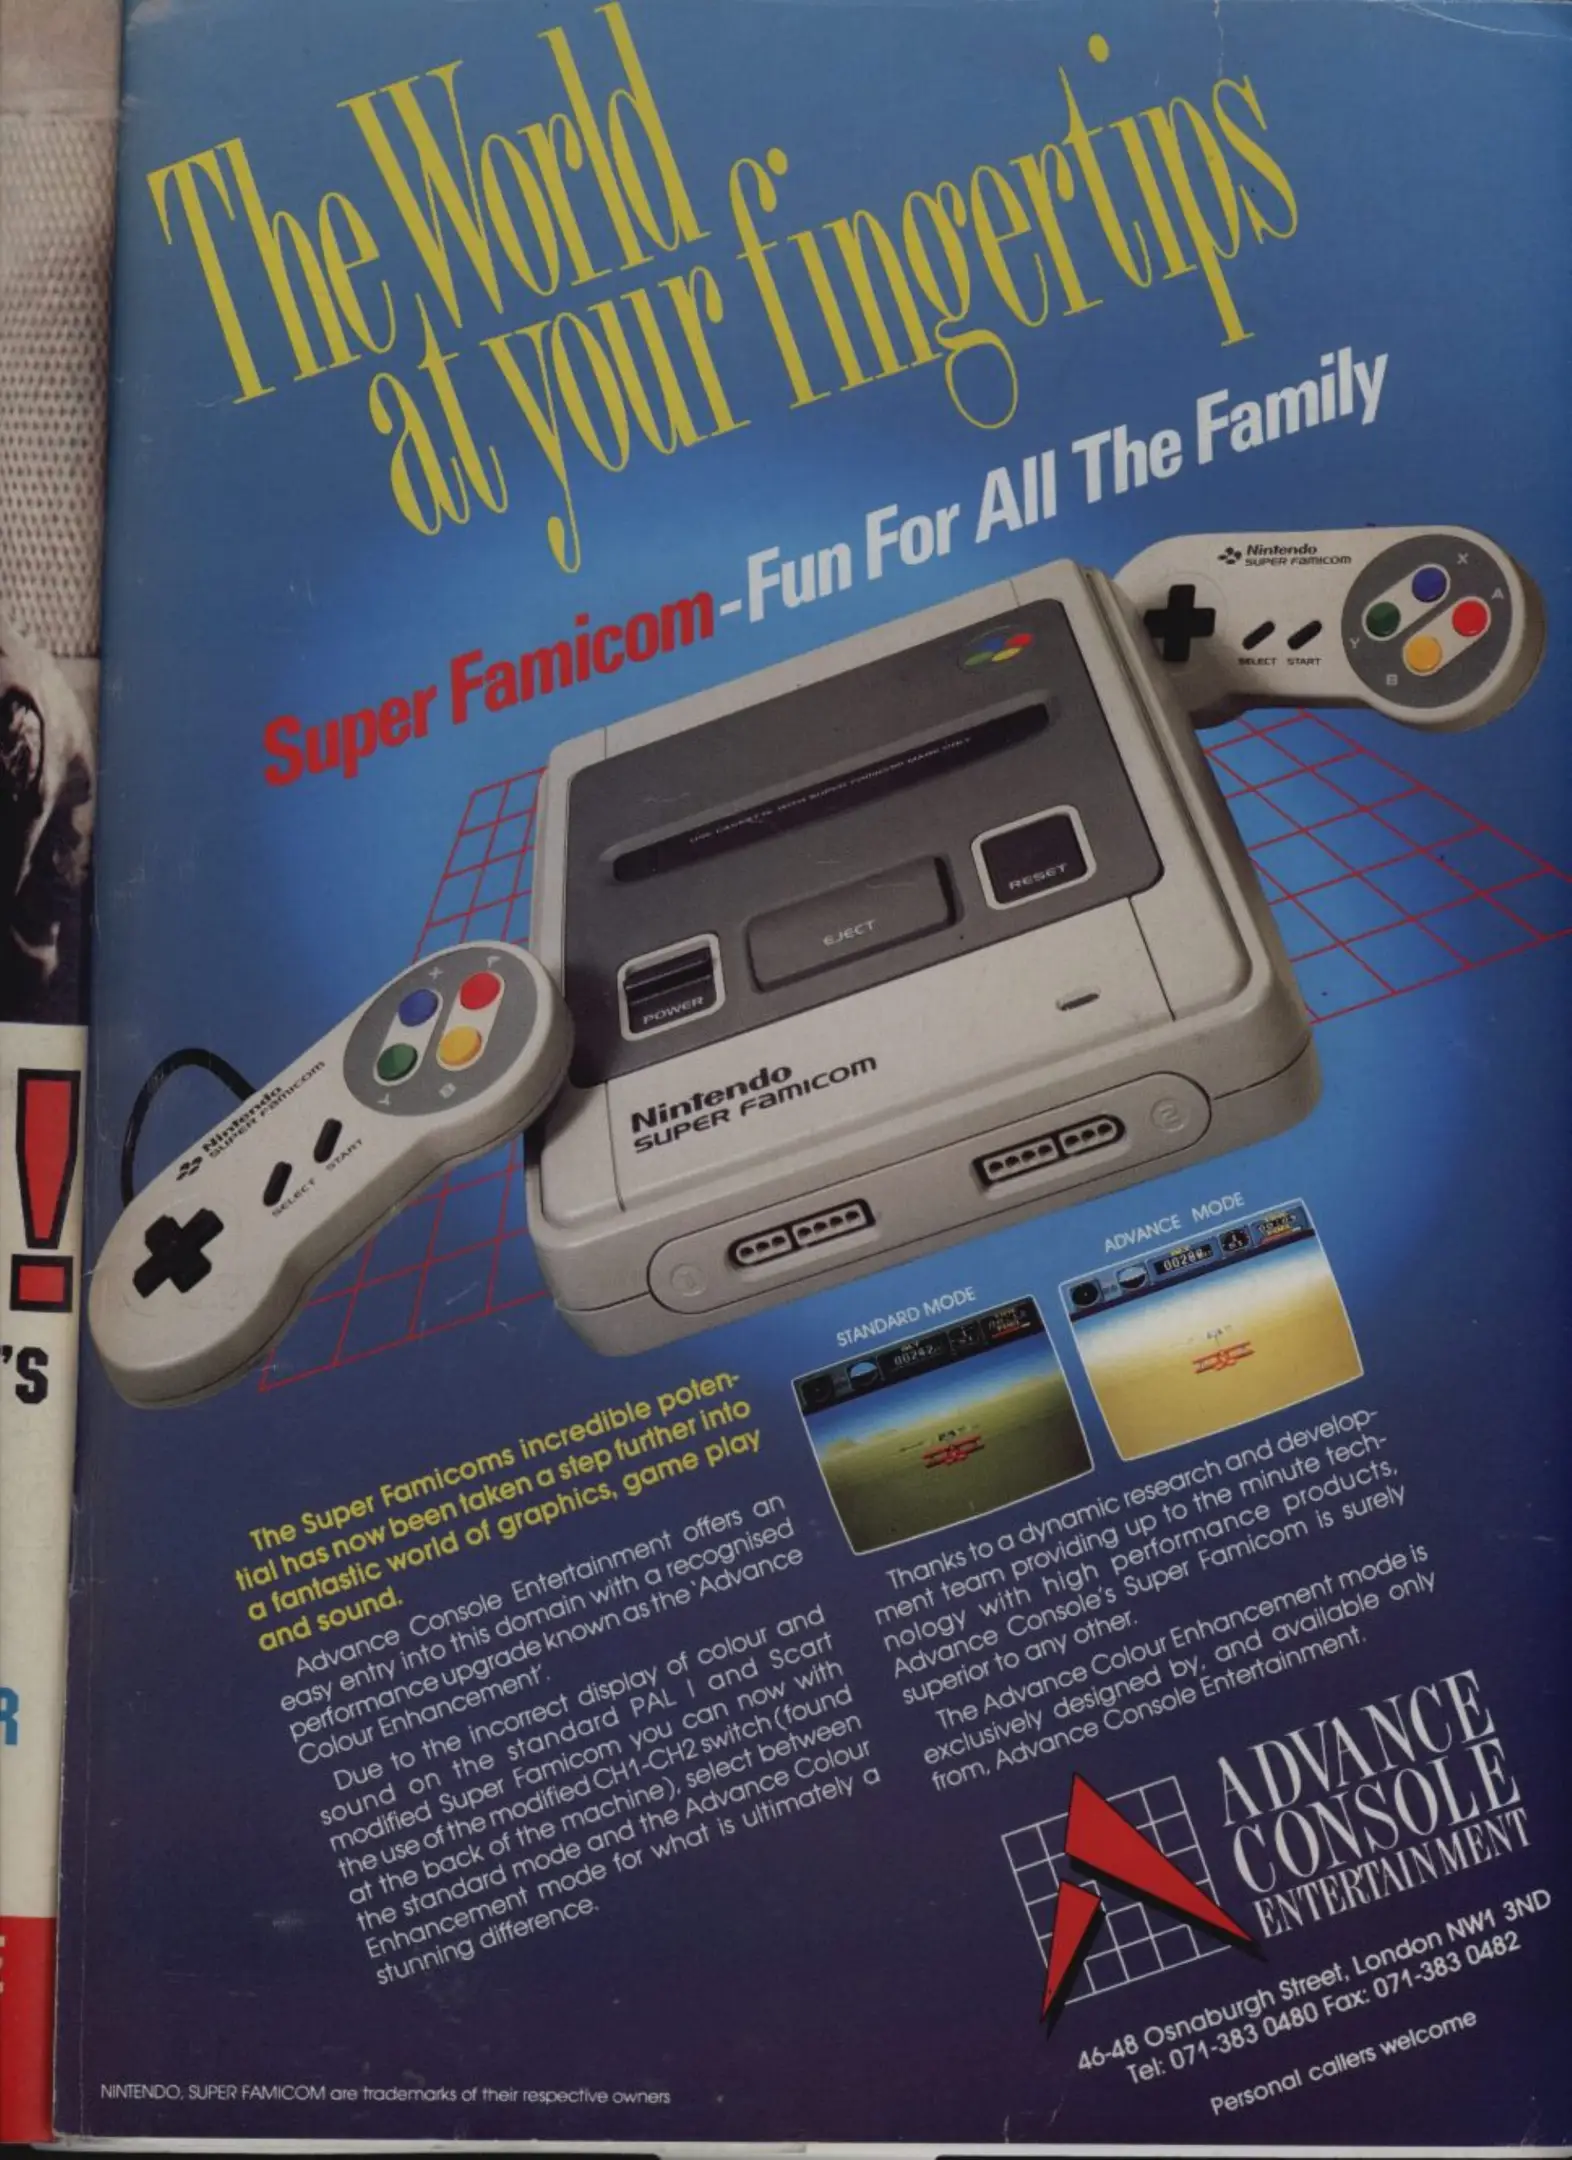 The World
at your fingertips
Super Famicom-Fun For All The Family
Nintendo
SUPER FAMICOM
X
A
Y
B
SELECT START
RESET
EJECT
POWER
Nintendo
SUPER FAMICOM
1
2
X
A
Y
B
Nintendo
SUPER FAMICOM
SELECT START
STANDARD MODE
ADVANCE MODE
The Super Famicoms incredible poten-
tial has now been taken a step further into
a fantastic world of graphics, game play
and sound.
Advance Console Entertainment offers an
easy entry into this domain with a recognised
performance upgrade known as the 'Advance
Colour Enhancement'.
Due to the incorrect display of colour and
sound on the standard PAL I and Scart
modified Super Famicom you can now with
the use of the modified CH1-CH2 switch (found
at the back of the machine), select between
the standard mode and the Advance Colour
Enhancement mode for what is ultimately a
stunning difference.
Thanks to a dynamic research and develop-
ment team providing up to the minute tech-
nology with high performance products,
Advance Console's Super Famicom is surely
superior to any other.
The Advance Colour Enhancement mode is
exclusively designed by, and available only
from, Advance Console Entertainment.
ADVANCE
CONSOLE
ENTERTAINMENT
46-48 Osnaburgh Street, London NW1 3ND
Tel: 071-383 0480 Fax: 071-383 0482
Personal callers welcome
NINTENDO, SUPER FAMICOM are trademarks of their respective owners
!
'S
R